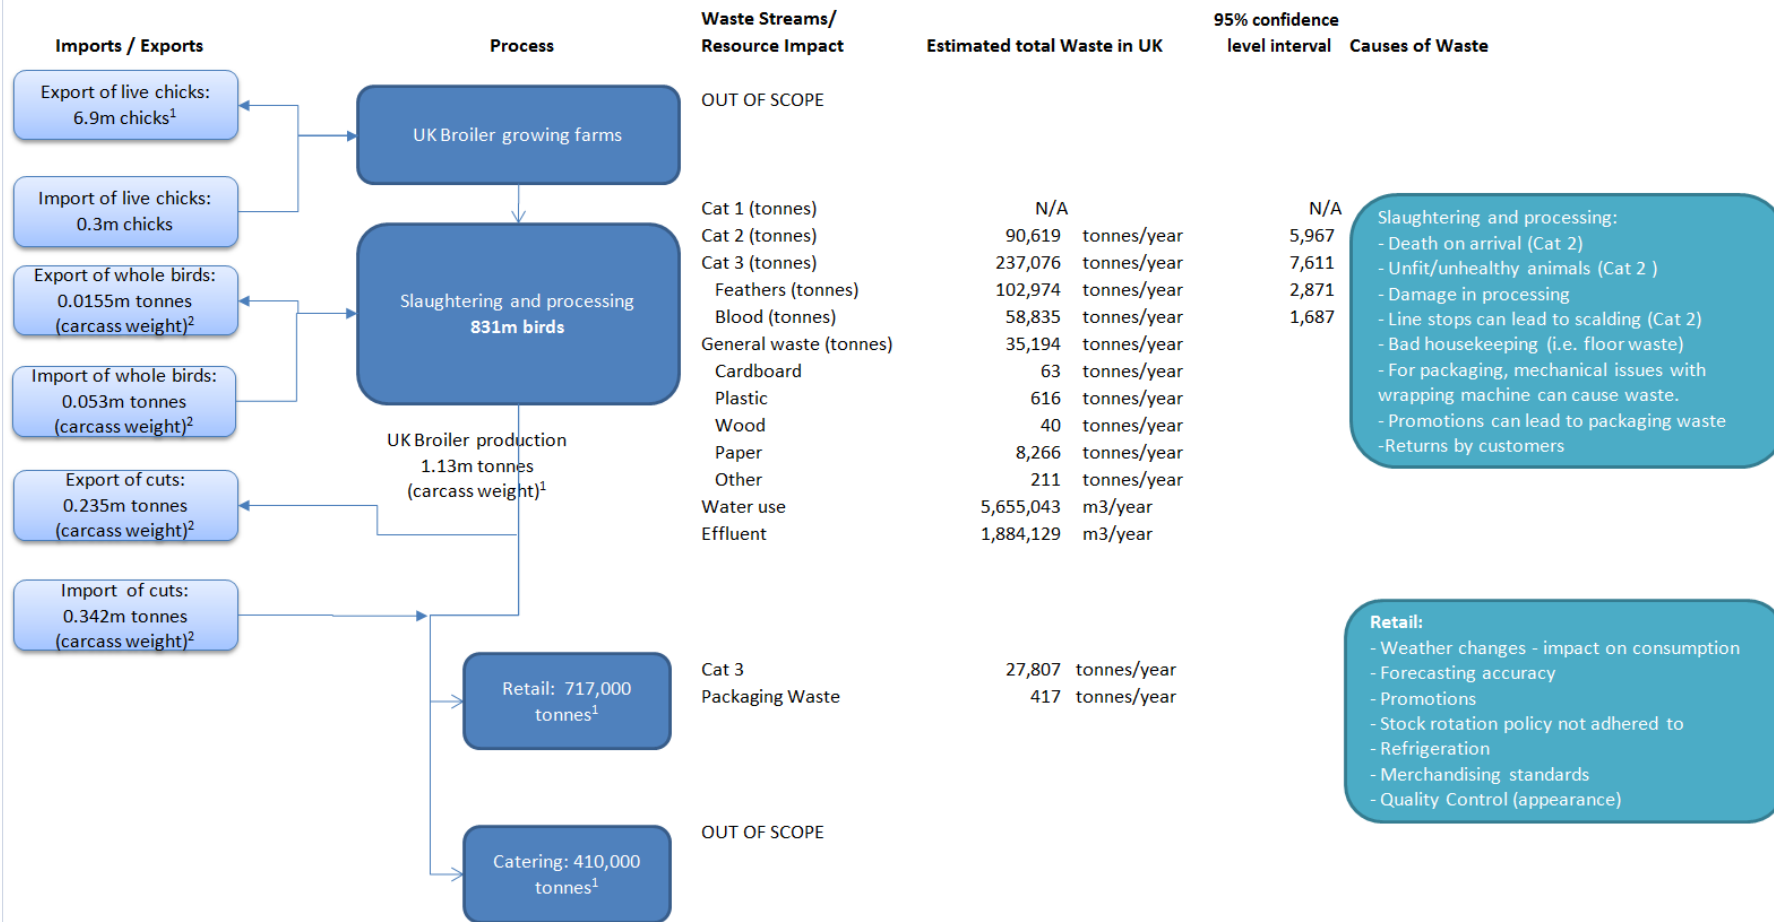 Imports / Exports
Process
Waste Streams/
Resource Impact
Estimated total Waste in UK
95% confidence
level interval
Causes of Waste
Export of live chicks:
6.9m chicks1
Import of live chicks:
0.3m chicks
Export of whole birds:
0.0155m tonnes
(carcass weight)2
Import of whole birds:
0.053m tonnes
(carcass weight)2
Export of cuts:
0.235m tonnes
(carcass weight)2
Import of cuts:
0.342m tonnes
(carcass weight)2
UK Broiler growing farms
Slaughtering and processing
831m birds
UK Broiler production
1.13m tonnes
(carcass weight)1
Retail: 717,000
tonnes1
Catering: 410,000
tonnes1
OUT OF SCOPE
Cat 1 (tonnes) N/A N/A
Cat 2 (tonnes) 90,619 tonnes/year 5,967
Cat 3 (tonnes) 237,076 tonnes/year 7,611
Feathers (tonnes) 102,974 tonnes/year 2,871
Blood (tonnes) 58,835 tonnes/year 1,687
General waste (tonnes) 35,194 tonnes/year
Cardboard 63 tonnes/year
Plastic 616 tonnes/year
Wood 40 tonnes/year
Paper 8,266 tonnes/year
Other 211 tonnes/year
Water use 5,655,043 m3/year
Effluent 1,884,129 m3/year
Cat 3 27,807 tonnes/year
Packaging Waste 417 tonnes/year
OUT OF SCOPE
Slaughtering and processing:
- Death on arrival (Cat 2)
- Unfit/unhealthy animals (Cat 2 )
- Damage in processing
- Line stops can lead to scalding (Cat 2)
- Bad housekeeping (i.e. floor waste)
- For packaging, mechanical issues with
wrapping machine can cause waste.
- Promotions can lead to packaging waste
-Returns by customers
Retail:
- Weather changes - impact on consumption
- Forecasting accuracy
- Promotions
- Stock rotation policy not adhered to
- Refrigeration
- Merchandising standards
- Quality Control (appearance)